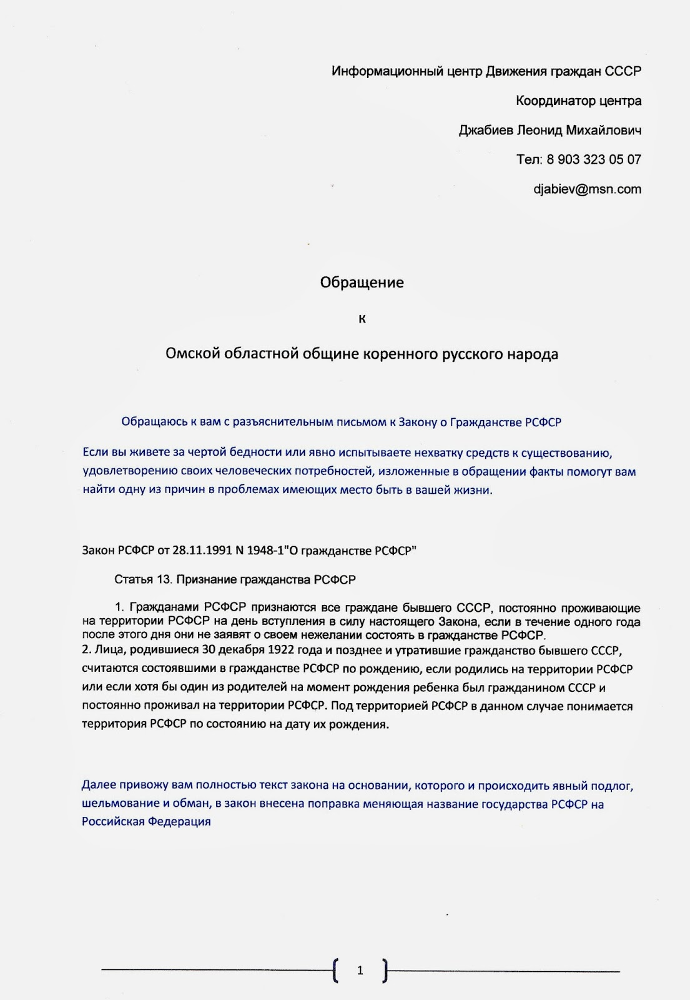 Информационный центр Движения граждан СССР
Координатор центра
Джабиев Леонид Михайлович
Тел: 8 903 323 05 07
djabiev@msn.com
Обращение
к
Омской областной общине коренного русского народа
Обращаюсь к вам с разъяснительным письмом к Закону о Гражданстве РСФСР
Если вы живете за чертой бедности или явно испытываете нехватку средств к существованию,
удовлетворению своих человеческих потребностей, изложенные в обращении факты помогут вам
найти одну из причин в проблемах имеющих место быть в вашей жизни.
Закон РСФСР от 28.11.1991 N 1948-1"О гражданстве РСФСР"
Статья 13. Признание гражданства РСФСР
1. Гражданами РСФСР признаются все граждане бывшего СССР, постоянно проживающие
на территории РСФСР на день вступления в силу настоящего Закона, если в течение одного года
после этого дня они не заявят о своем нежелании состоять в гражданстве РСФСР.
2. Лица, родившиеся 30 декабря 1922 года и позднее и утратившие гражданство бывшего СССР,
считаются состоявшими в гражданстве РСФСР по рождению, если родились на территории РСФСР
или если хотя бы один из родителей на момент рождения ребенка был гражданином СССР и
постоянно проживал на территории РСФСР. Под территорией РСФСР в данном случае понимается
территория РСФСР по состоянию на дату их рождения.
Далее привожу вам полностью текст закона на основании, которого и происходить явный подлог,
шельмование и обман, в закон внесена поправка меняющая название государства РСФСР на
Российская Федерация
1